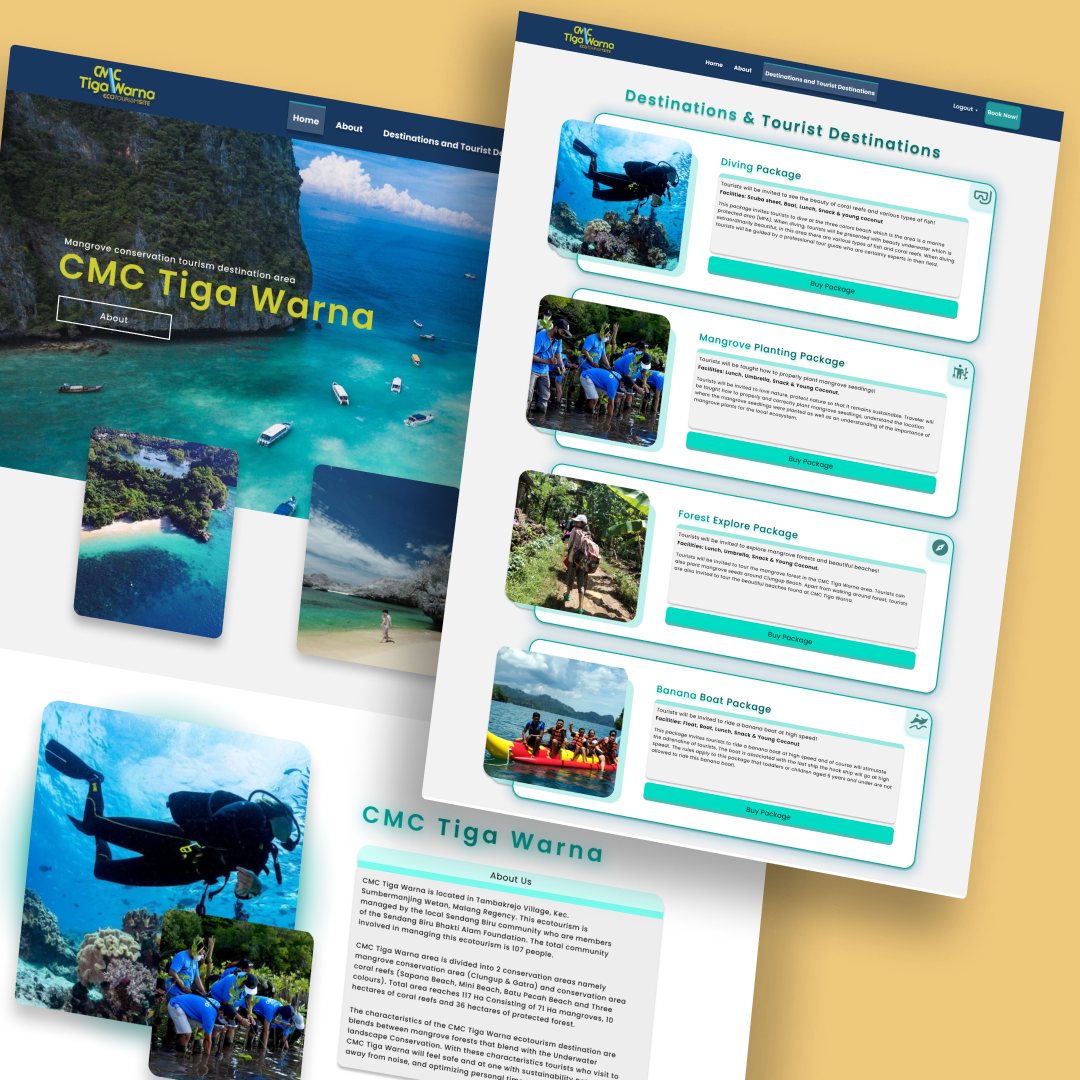 CMC
Tiga Warna
ECOTOURISM SITE
Home
About
Destinations and Tourist De
Mangrove conservation tourism destination area
CMC Tiga Warna
About
CMC Tiga Warna
About Us
CMC Tiga Warna is located in Tambakrejo Village, Kec.
Sumbermanjing Wetan, Malang Regency. This ecotourism is
managed by the local Sendang Biru community who are members
of the Sendang Biru Bhakti Alam Foundation. The total community
involved in managing this ecotourism is 107 people.
CMC Tiga Warna area is divided into 2 conservation areas namely
mangrove conservation area (Clungup & Gatra) and conservation area
coral reefs (Sapana Beach, Mini Beach, Batu Pecah Beach and Three
colours). Total area reaches 117 Ha Consisting of 71 Ha mangroves, 10
hectares of coral reefs and 36 hectares of protected forest.
The characteristics of the CMC Tiga Warna ecotourism destination are
blends between mangrove forests that blend with the Underwater
landscape Conservation. With these characteristics tourists who visit to
CMC Tiga Warna will feel safe and at one with sustainability
away from noise, and optimizing personal
CMC
Tiga Warna
ECOTOURISM SITE
Home
About
Destinations and Tourist Destinations
Logout
Book Now!
Destinations & Tourist Destinations
Diving Package
Tourists will be invited to see the beauty of coral reefs and various types of fish!
Facilities: Scuba sheet, Boat, Lunch, Snack & young coconut
This package invites tourists to dive at the three colors beach which is the area is a marine
protected area (MPA). When diving, tourists will be presented with beauty underwater which is
extraordinarily beautiful, in this area there are various types of fish and coral reefs. When diving
tourists will be guided by a professional tour guide who are certainly experts in their field.
Buy Package
Mangrove Planting Package
Tourists will be taught how to properly plant mangrove seedlings!!
Facilities: Lunch, Umbrella, Snack & Young Coconut.
Tourists will be invited to love nature, protect nature so that it remains sustainable. Traveler will
be taught how to properly and correctly plant mangrove seedlings, understand the location
where the mangrove seedlings were planted as well as an understanding of the importance of
mangrove plants for the local ecosystem.
Buy Package
Forest Explore Package
Tourists will be invited to explore mangrove forests and beautiful beaches!
Facilities: Lunch, Umbrella, Snack & Young Coconut.
Tourists will be invited to tour the mangrove forest in the CMC Tiga Warna area. Tourists can
also plant mangrove seeds around Clungup Beach. Apart from walking around forest, tourists
are also invited to tour the beautiful beaches found at CMC Tiga Warna.
Buy Package
Banana Boat Package
Tourists will be invited to ride a banana boat at high speed!
Facilities: Float, Boat, Lunch, Snack & Young Coconut
This package invites tourists to ride a banana boat at high speed and of course will stimulate
the adrenaline of tourists. The boat is associated with the fast ship the hook ship will go at high
speed!. The rules apply to this package that toddlers or children aged 5 years and under are not
allowed to ride this banana boat!.
Buy Package